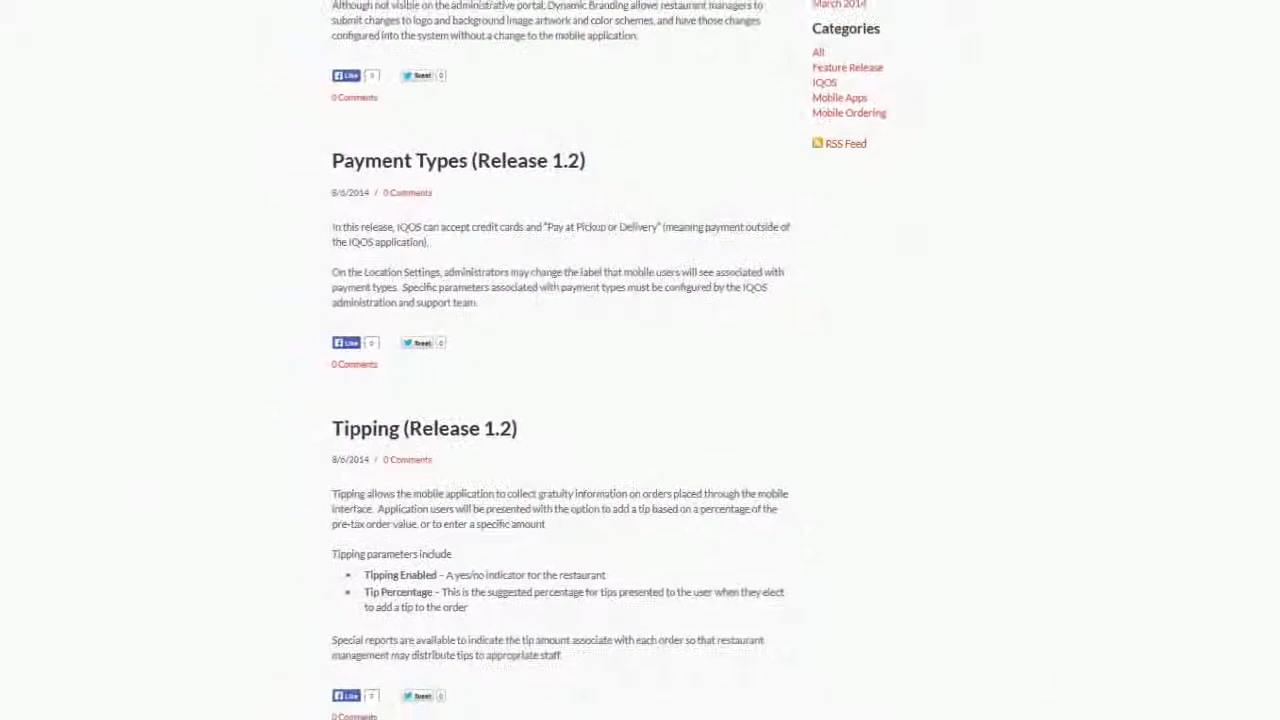 Although not visible on the administrative portal, Dynamic Branding allows restaurant managers to
submit changes to logo and background image artwork and color schemes, and have those changes
configured into the system without a change to the mobile application.
Like 0 Tweet 0
0 Comments
Payment Types (Release 1.2)
8/6/2014 / 0 Comments
In this release, IQOS can accept credit cards and "Pay at Pickup or Delivery" (meaning payment outside of
the IQOS application).
On the Location Settings, administrators may change the label that mobile users will see associated with
payment types. Specific parameters associated with payment types must be configured by the IQOS
administration and support team.
Like 0 Tweet 0
0 Comments
Tipping (Release 1.2)
8/6/2014 / 0 Comments
Tipping allows the mobile application to collect gratuity information on orders placed through the mobile
interface. Application users will be presented with the option to add a tip based on a percentage of the
pre-tax order value, or to enter a specific amount
Tipping parameters include
• Tipping Enabled – A yes/no indicator for the restaurant
• Tip Percentage – This is the suggested percentage for tips presented to the user when they elect
to add a tip to the order
Special reports are available to indicate the tip amount associate with each order so that restaurant
management may distribute tips to appropriate staff.
Like 0 Tweet 0
0 Comments
March 2014
Categories
All
Feature Release
IQOS
Mobile Apps
Mobile Ordering
RSS Feed